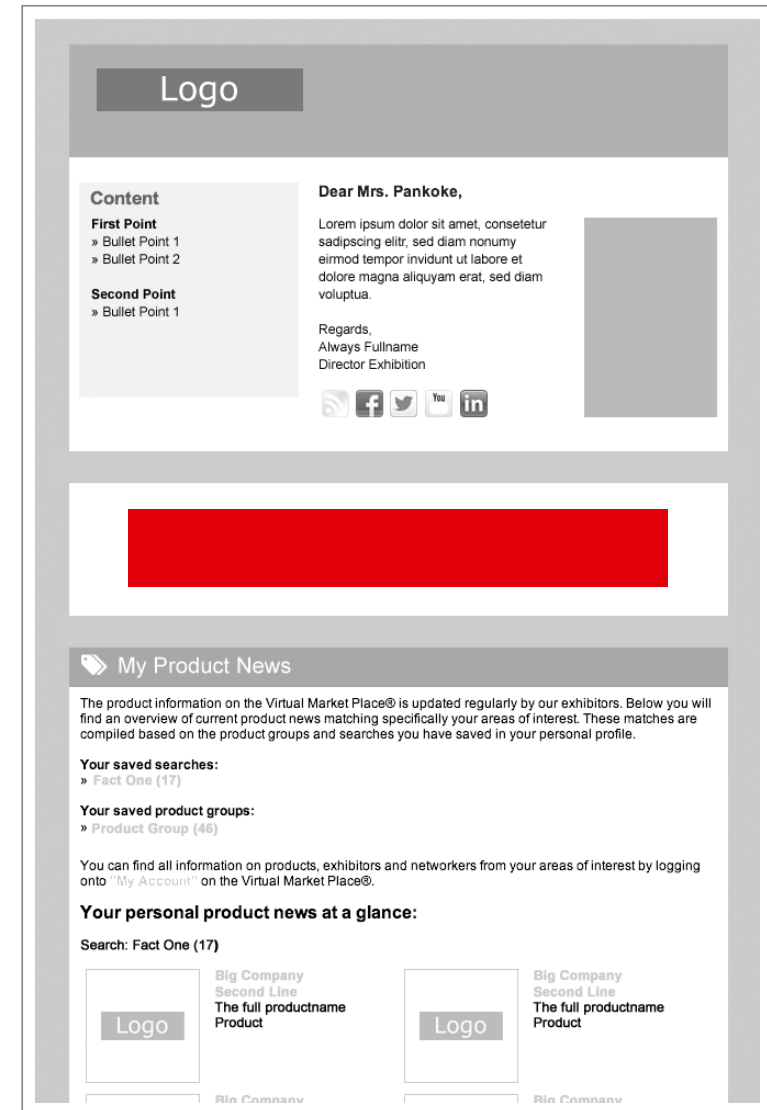 Logo
Content
First Point
» Bullet Point 1
» Bullet Point 2
Second Point
» Bullet Point 1
Dear Mrs. Pankoke,
Lorem ipsum dolor sit amet, consetetur
sadipscing elitr, sed diam nonumy
eirmod tempor invidunt ut labore et
dolore magna aliquyam erat, sed diam
voluptua.
Regards,
Always Fullname
Director Exhibition
f
You
in
My Product News
The product information on the Virtual Market Place® is updated regularly by our exhibitors. Below you will
find an overview of current product news matching specifically your areas of interest. These matches are
compiled based on the product groups and searches you have saved in your personal profile.
Your saved searches:
» Fact One (17)
Your saved product groups:
» Product Group (46)
You can find all information on products, exhibitors and networkers from your areas of interest by logging
onto "My Account" on the Virtual Market Place®.
Your personal product news at a glance:
Search: Fact One (17)
Logo
Big Company
Second Line
The full productname
Product
Logo
Big Company
Second Line
The full productname
Product
Big Company
Big Company